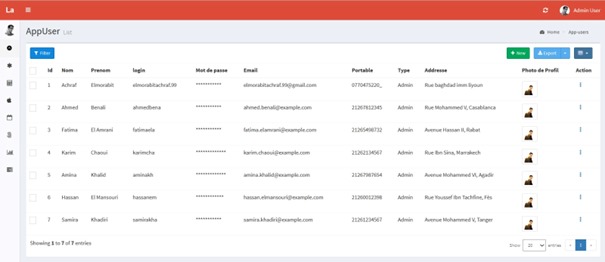 La Admin User
AppUser List Home App-users
Filter New Export
Id Nom Prenom login Mot de passe Email Portable Type Addresse Photo de Profil Action
1 Achraf Elmorabit elmorabitachraf.99 *********** elmorabitachraf.99@gmail.com 0770475220_ Admin Rue baghdad imm liyoun
2 Ahmed Benali ahmedbena *********** ahmed.benali@example.com 21267812345 Admin Rue Mohammed V, Casablanca
3 Fatima El Amrani fatimaela *********** fatima.elamrani@example.com 21265498732 Admin Avenue Hassan II, Rabat
4 Karim Chaoui karimcha ************* karim.chaoui@example.com 21262134567 Admin Rue Ibn Sina, Marrakech
5 Amina Khalid aminakh ************* amina.khalid@example.com 21267987654 Admin Avenue Mohammed VI, Agadir
6 Hassan El Mansouri hassanem ************ hassan.elmansouri@example.com 21260012398 Admin Rue Youssef Ibn Tachfine, Fès
7 Samira Khadiri samirakha *********** samira.khadiri@example.com 21261234567 Admin Avenue Mohammed V, Tanger
Showing 1 to 7 of 7 entries Show 10 entries « 1 »